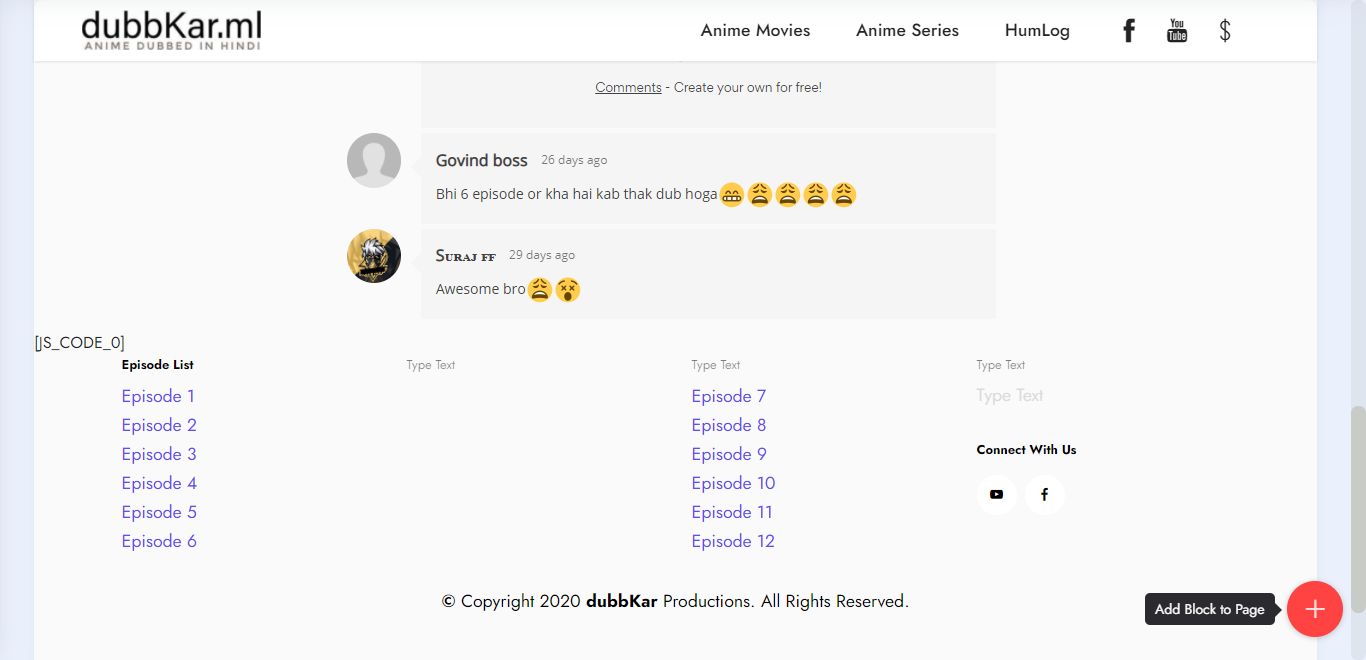 dubbKar.ml
ANIME DUBBED IN HINDI
Anime Movies
Anime Series
HumLog
You Tube
$
Comments - Create your own for free!
Govind boss 26 days ago
Bhi 6 episode or kha hai kab thak dub hoga😁😩😩😩😩
Sᴜʀᴀᴊ ғғ 29 days ago
Awesome bro😩😵
[JS_CODE_0]
Episode List
Episode 1
Episode 2
Episode 3
Episode 4
Episode 5
Episode 6
Type Text
Type Text
Episode 7
Episode 8
Episode 9
Episode 10
Episode 11
Episode 12
Type Text
Type Text
Connect With Us
© Copyright 2020 dubbKar Productions. All Rights Reserved.
Add Block to Page